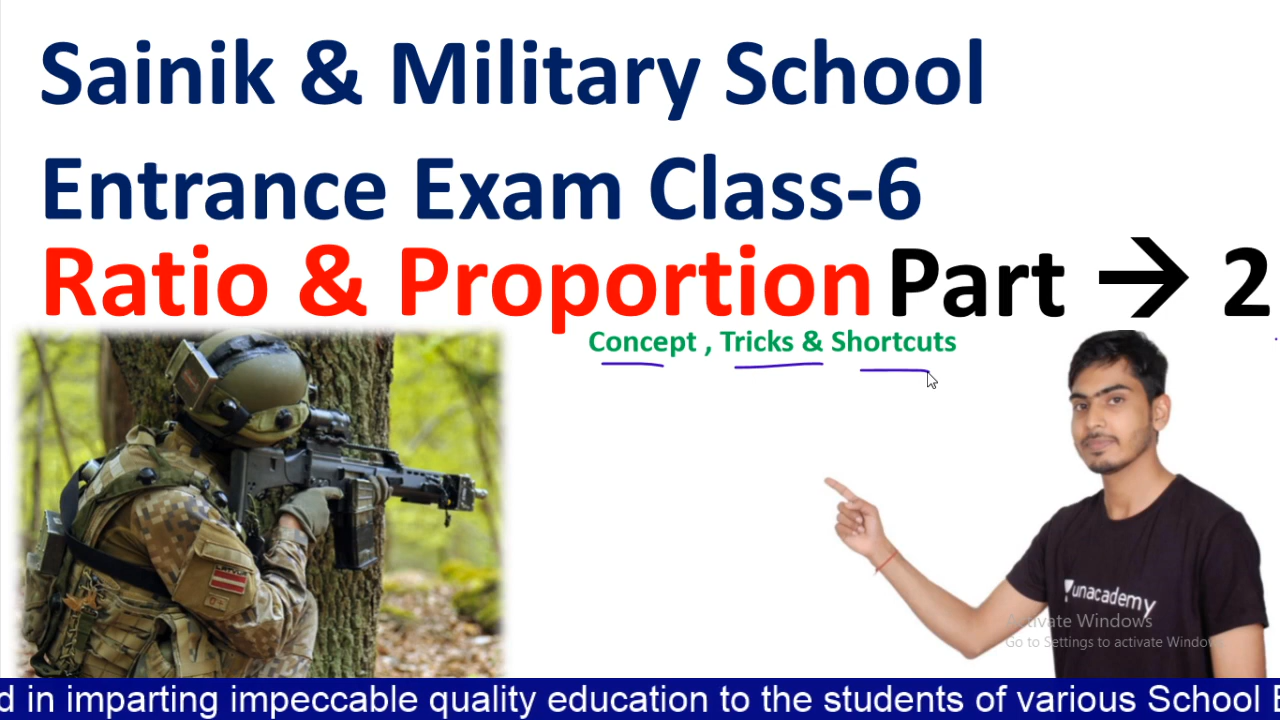 Sainik & Military School
Entrance Exam Class-6
Ratio & Proportion Part → 2
Concept , Tricks & Shortcuts
LATVIJA
unacademy
Activate Windows
Go to Settings to activate Windows
d in imparting impeccable quality education to the students of various School E